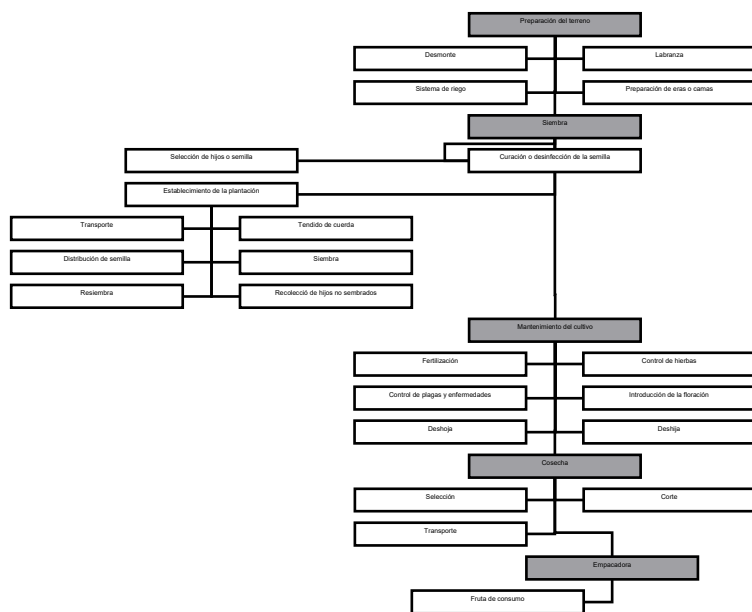 Preparación del terreno
Desmonte
Labranza
Sistema de riego
Preparación de eras o camas
Siembra
Selección de hijos o semilla
Curación o desinfección de la semilla
Establecimiento de la plantación
Transporte
Tendido de cuerda
Distribución de semilla
Siembra
Resiembra
Recolecció de hijos no sembrados
Mantenimiento del cultivo
Fertilización
Control de hierbas
Control de plagas y enfermedades
Introducción de la floración
Deshoja
Deshija
Cosecha
Selección
Corte
Transporte
Empacadora
Fruta de consumo